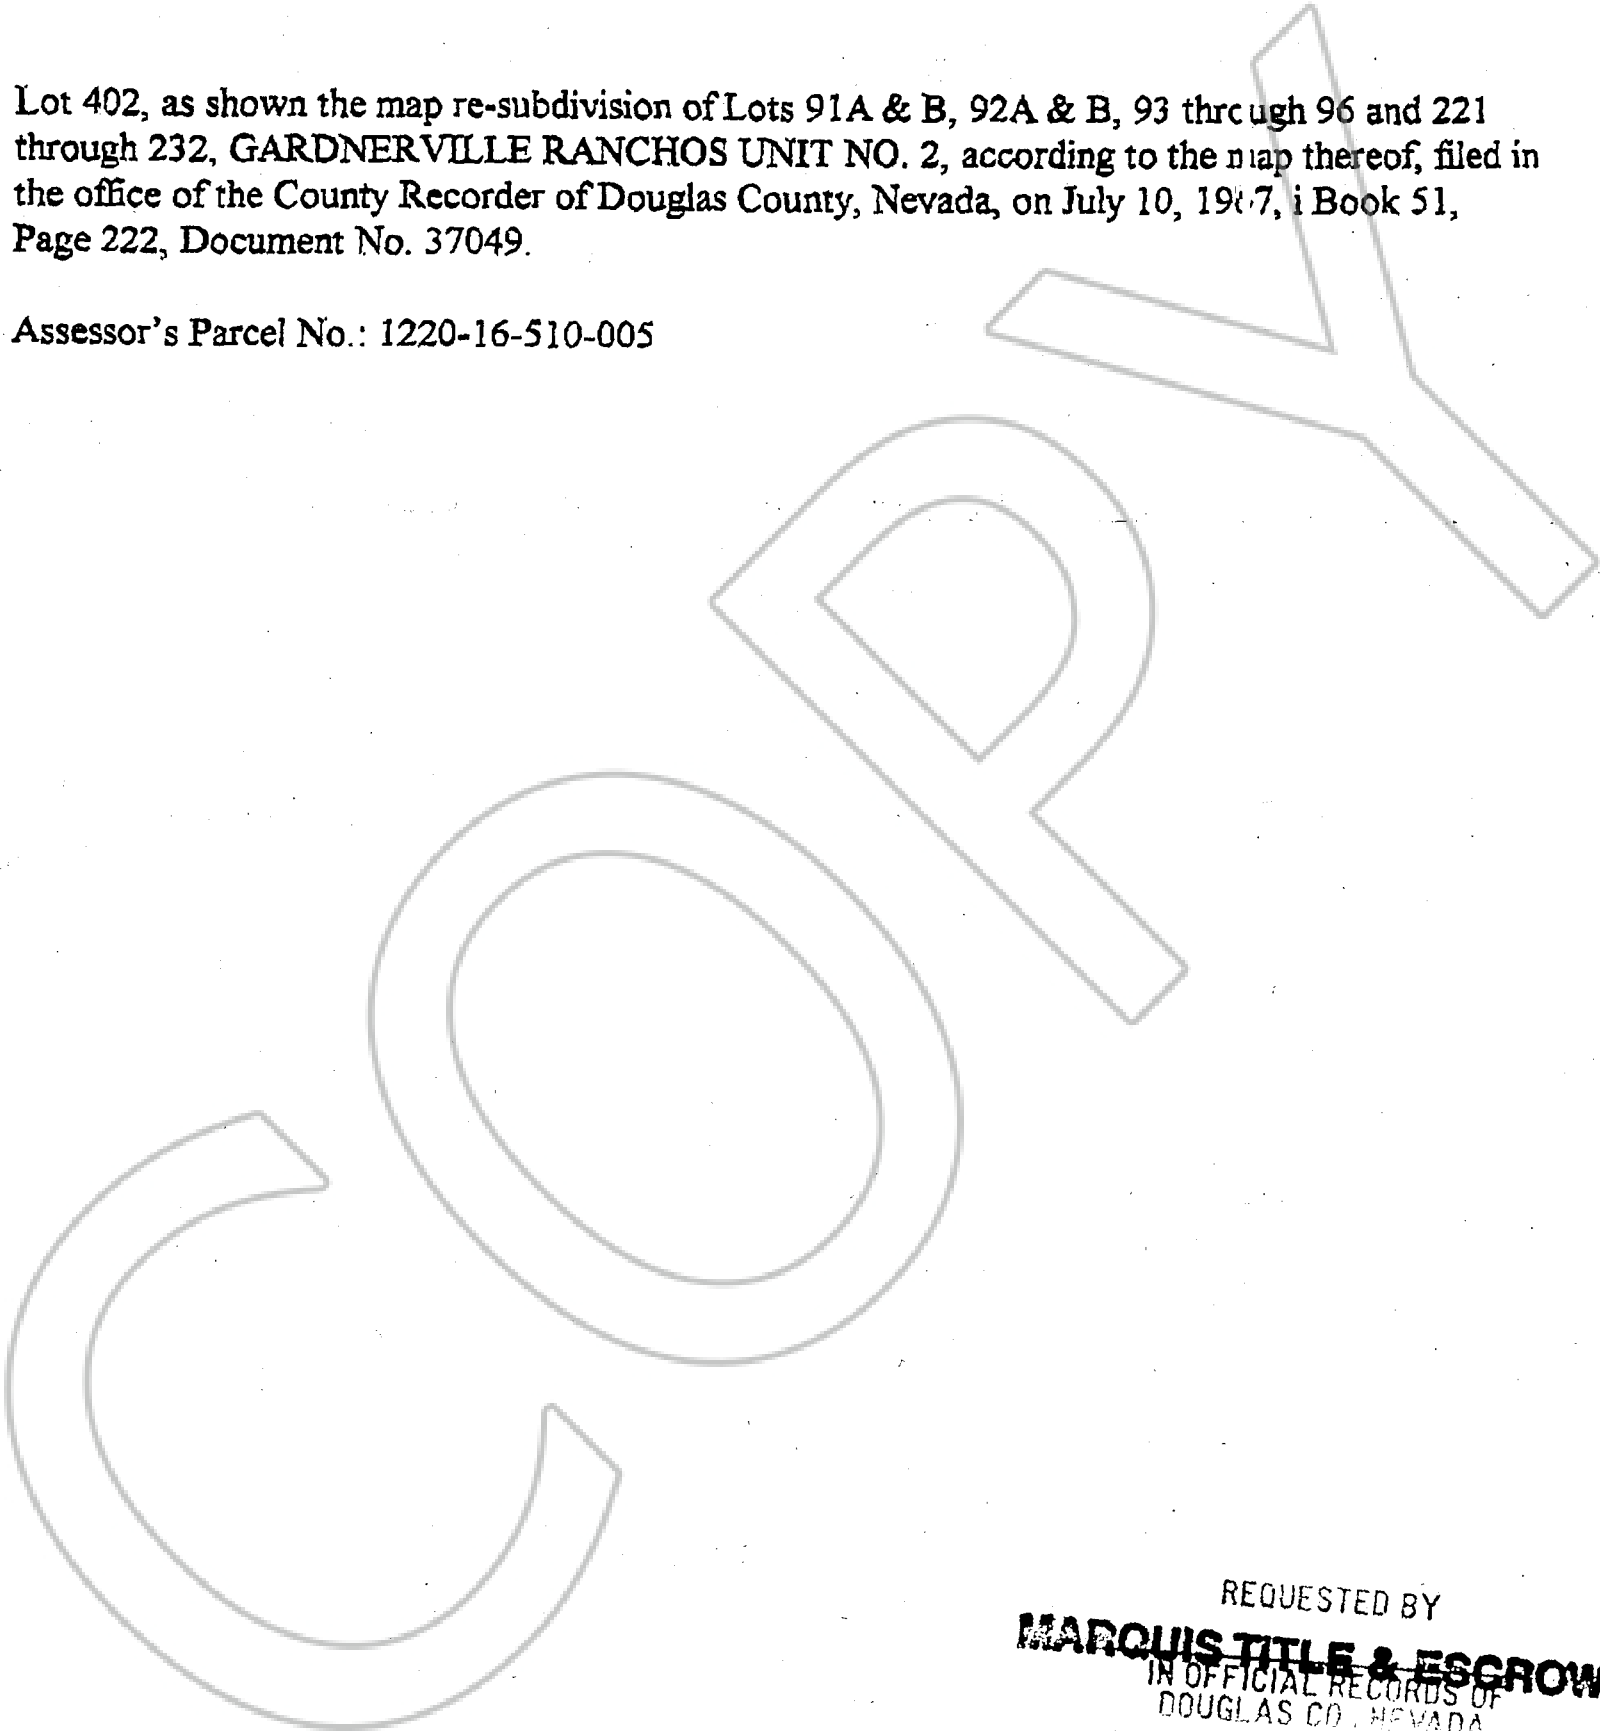 Lot 402, as shown the map re-subdivision of Lots 91A & B, 92A & B, 93 through 96 and 221
through 232, GARDNERVILLE RANCHOS UNIT NO. 2, according to the map thereof, filed in
the office of the County Recorder of Douglas County, Nevada, on July 10, i Book 51,
Page 222, Document No. 37049.
Assessor's Parcel No.: 1220-16-510-005
COPY
REQUESTED BY
MARQUIS TITLE & ESCROW
IN OFFICIAL RECORDS OF
DOUGLAS CO., NEVADA